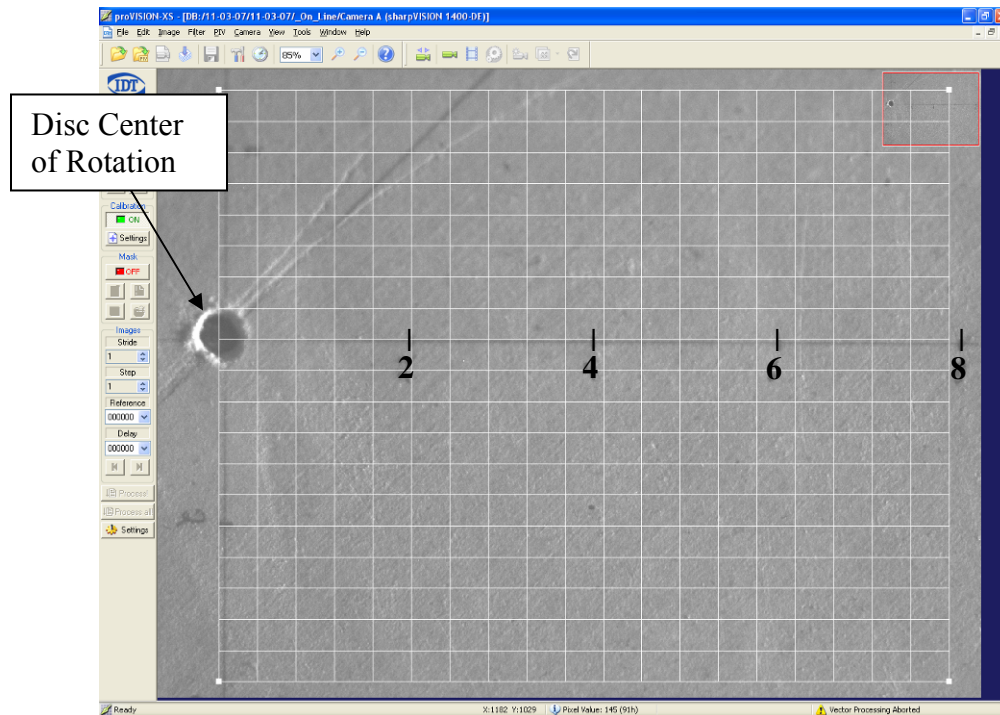 proVISION-XS - [DB:/11-03-07/11-03-07/_On_Line/Camera A (sharpVISION 1400-DE)]
File Edit Image Filter PIV Camera View Tools Window Help
85%
IDT
Disc Center
of Rotation
Calibration
ON
Settings
Mask
OFF
Images
Stride
1
Step
1
Reference
000000
Delay
000000
Process!
Process all
Settings
2 4 6 8
Ready X:1182 Y:1029 Pixel Value: 145 (91h) Vector Processing Aborted